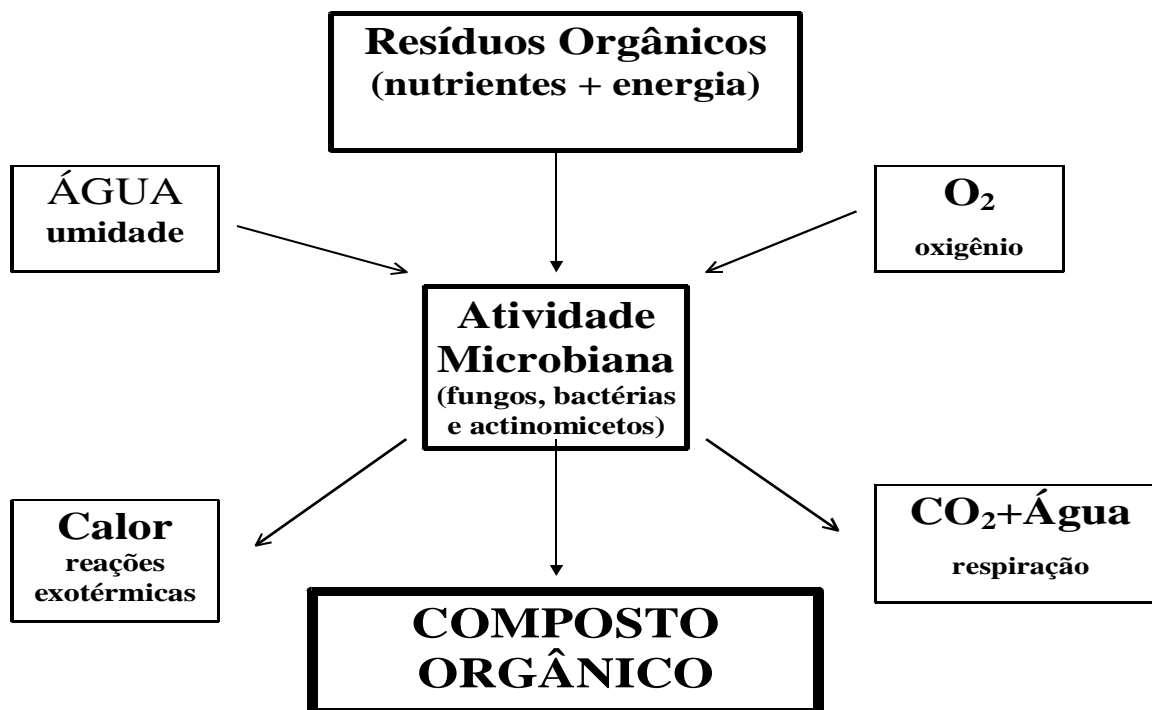 Resíduos Orgânicos
(nutrientes + energia)
ÁGUA
umidade
O₂
oxigênio
Atividade
Microbiana
(fungos, bactérias
e actinomicetos)
Calor
reações
exotérmicas
CO₂+Água
respiração
COMPOSTO
ORGÂNICO